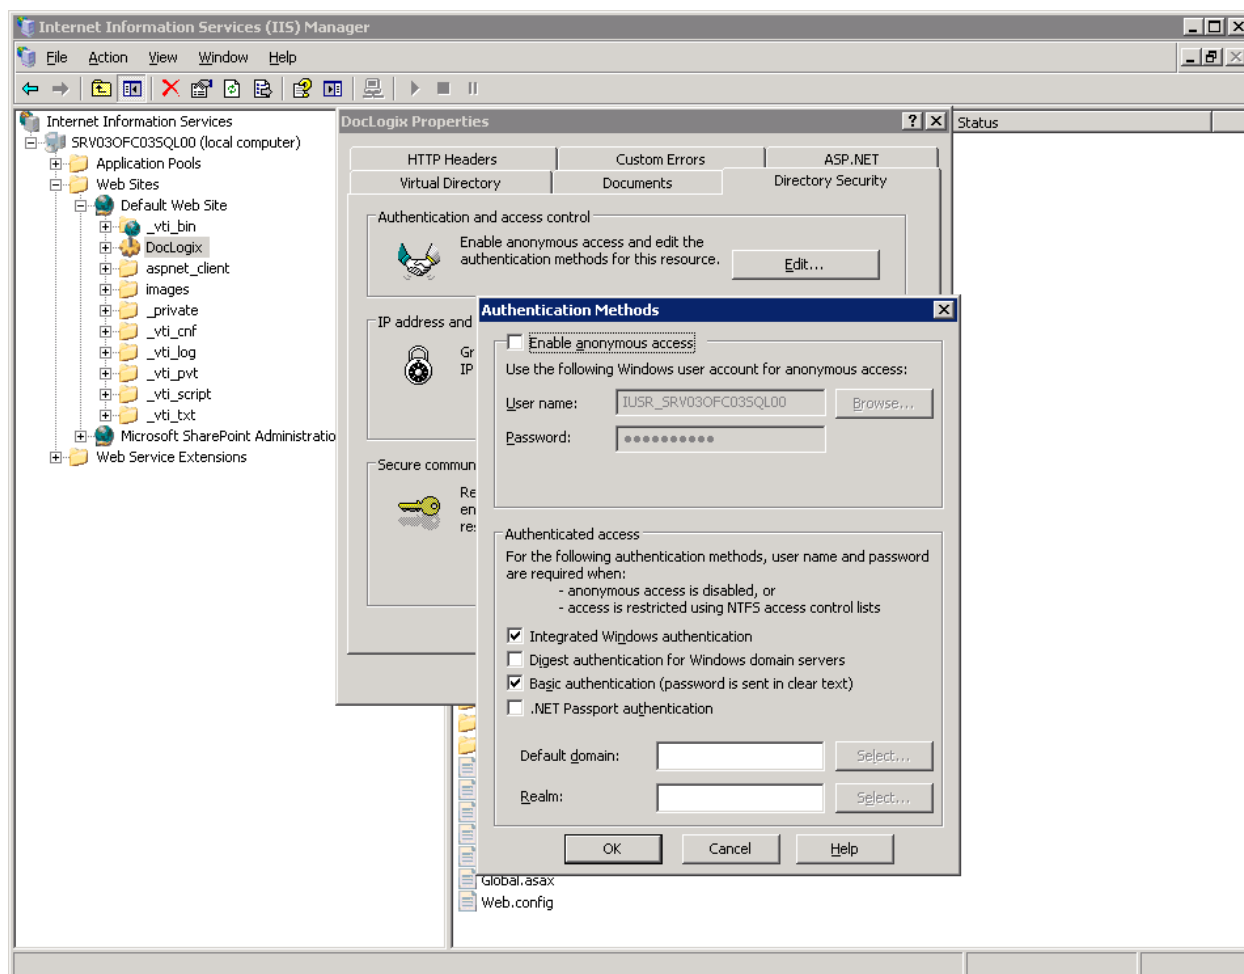 Internet Information Services (IIS) Manager
File Action View Window Help
Internet Information Services
SRV03OFC03SQL00 (local computer)
Application Pools
Web Sites
Default Web Site
_vti_bin
DocLogix
aspnet_client
images
_private
_vti_cnf
_vti_log
_vti_pvt
_vti_script
_vti_txt
Microsoft SharePoint Administratio
Web Service Extensions
Status
DocLogix Properties
HTTP Headers Custom Errors ASP.NET
Virtual Directory Documents Directory Security
Authentication and access control
Enable anonymous access and edit the
authentication methods for this resource.
Edit...
IP address and
Gr
IP
Secure commun
Re
en
re
Authentication Methods
Enable anonymous access
Use the following Windows user account for anonymous access:
User name: IUSR_SRV03OFC03SQL00 Browse...
Password:
Authenticated access
For the following authentication methods, user name and password
are required when:
- anonymous access is disabled, or
- access is restricted using NTFS access control lists
Integrated Windows authentication
Digest authentication for Windows domain servers
Basic authentication (password is sent in clear text)
.NET Passport authentication
Default domain: Select...
Realm: Select...
OK Cancel Help
Global.asax
Web.config